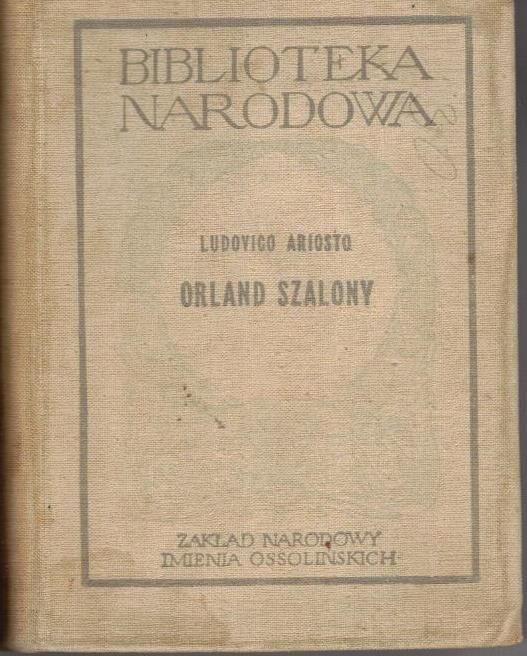 BIBLIOTEKA
NARODOWA
LUDOVICO ARIOSTO
ORLAND SZALONY
ZAKŁAD NARODOWY
IMIENIA OSSOLIŃSKICH